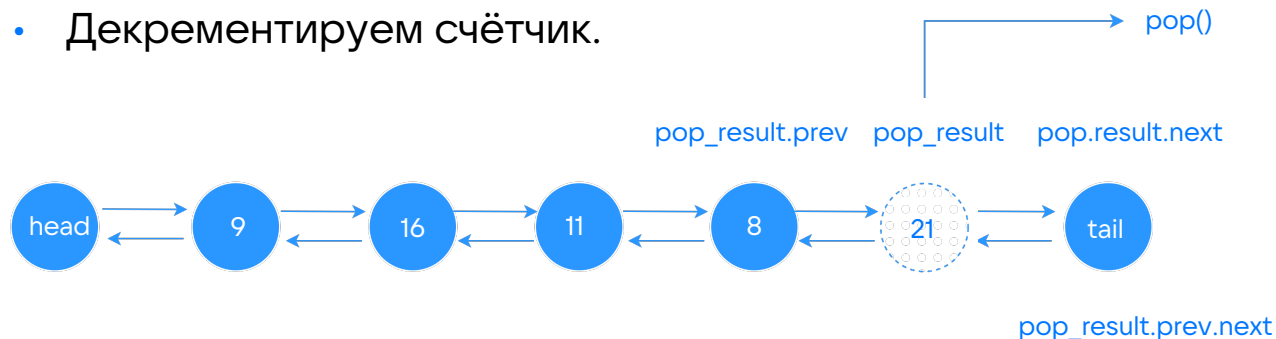 • Декрементируем счётчик.
pop()
pop_result.prev pop_result pop.result.next
head 9 16 11 8 21 tail
pop_result.prev.next